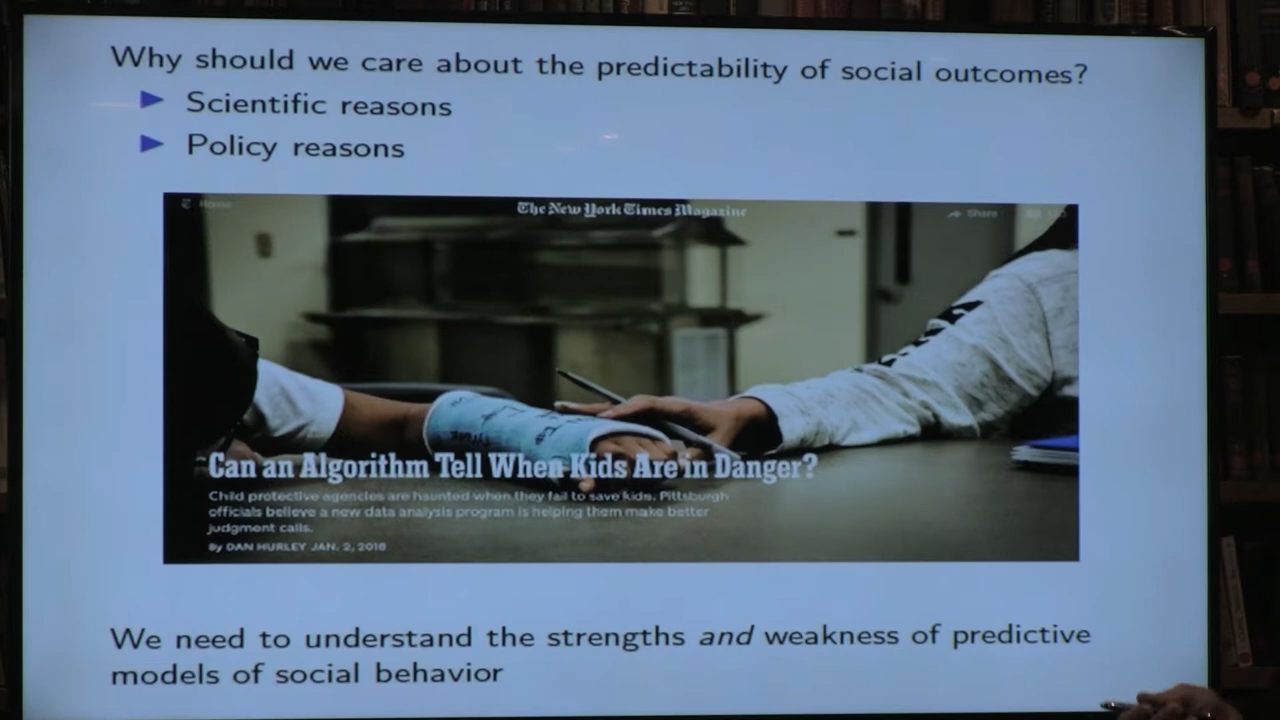 Why should we care about the predictability of social outcomes?
Scientific reasons
Policy reasons
Home
The New York Times Magazine
Share
Can an Algorithm Tell When Kids Are in Danger?
Child protective agencies are haunted when they fail to save kids. Pittsburgh
officials believe a new data analysis program is helping them make better
judgment calls.
By DAN HURLEY JAN. 2, 2018
We need to understand the strengths and weakness of predictive
models of social behavior